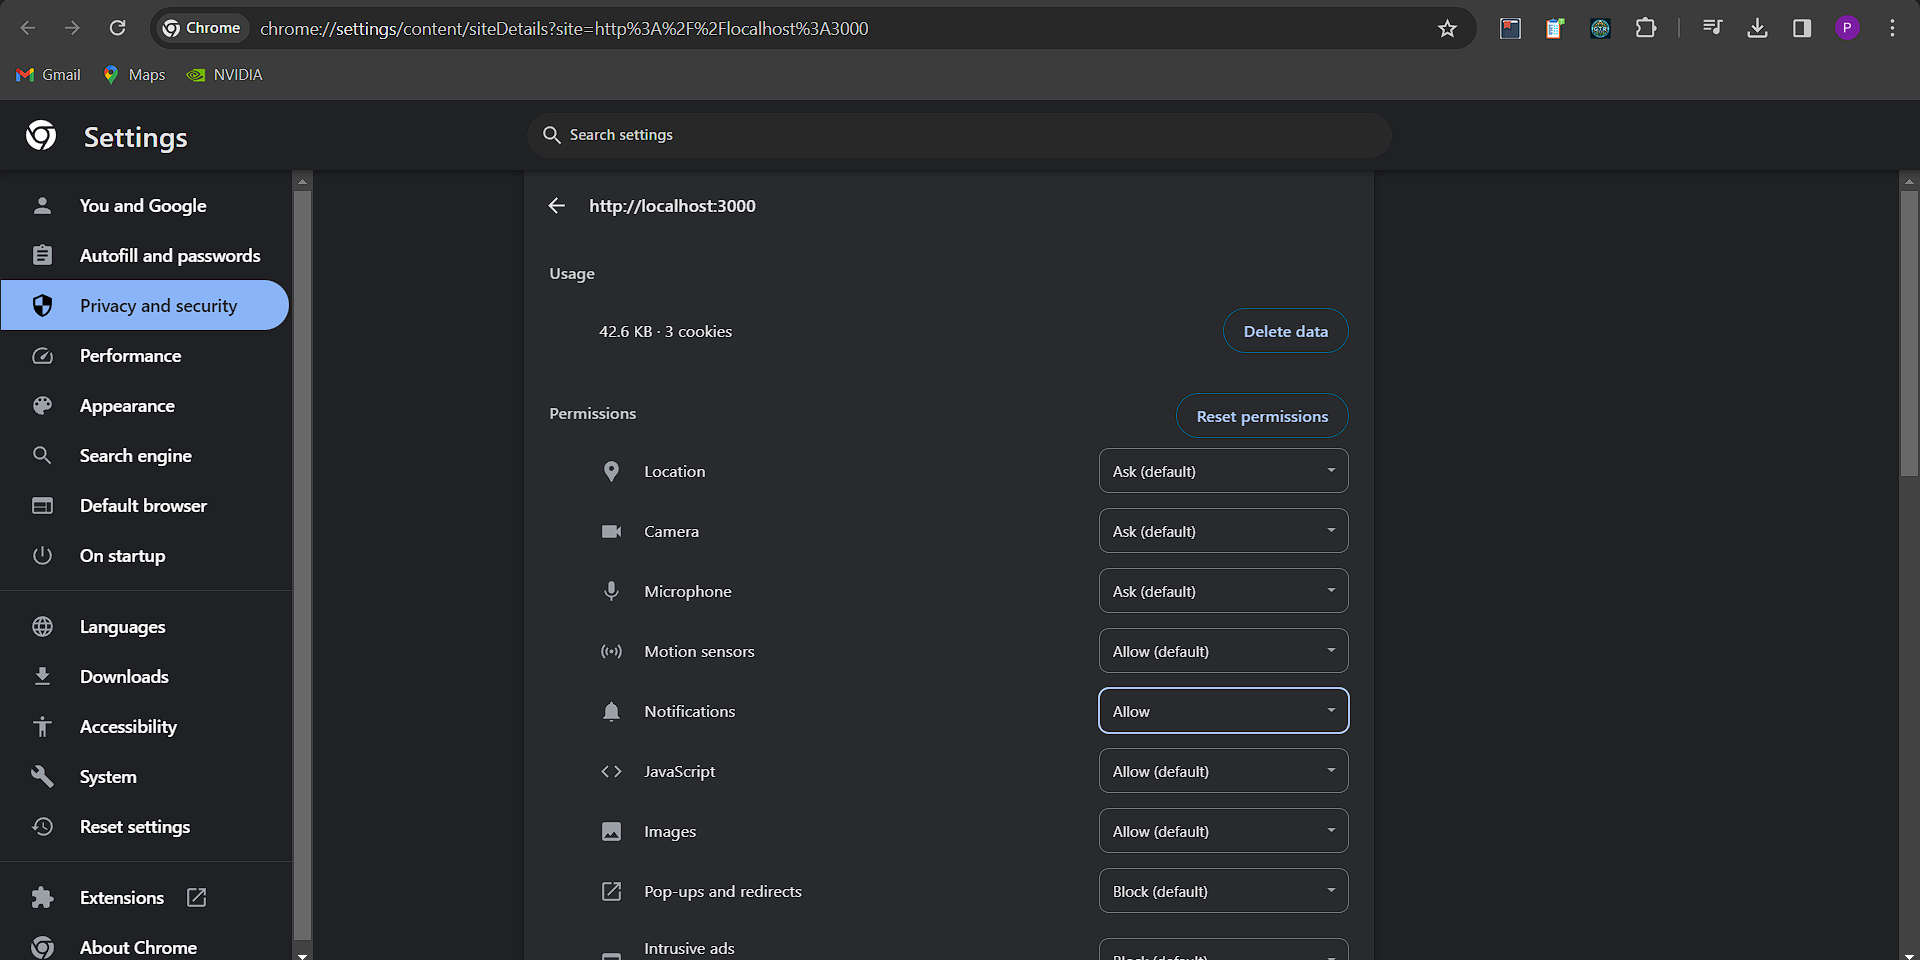 Chrome
chrome://settings/content/siteDetails?site=http%3A%2F%2Flocalhost%3A3000
P
Gmail
Maps
NVIDIA
Settings
Search settings
You and Google
Autofill and passwords
Privacy and security
Performance
Appearance
Search engine
Default browser
On startup
Languages
Downloads
Accessibility
System
Reset settings
Extensions
About Chrome
http://localhost:3000
Usage
42.6 KB · 3 cookies
Delete data
Permissions
Reset permissions
Location
Ask (default)
Camera
Ask (default)
Microphone
Ask (default)
Motion sensors
Allow (default)
Notifications
Allow
JavaScript
Allow (default)
Images
Allow (default)
Pop-ups and redirects
Block (default)
Intrusive ads
Block (default)